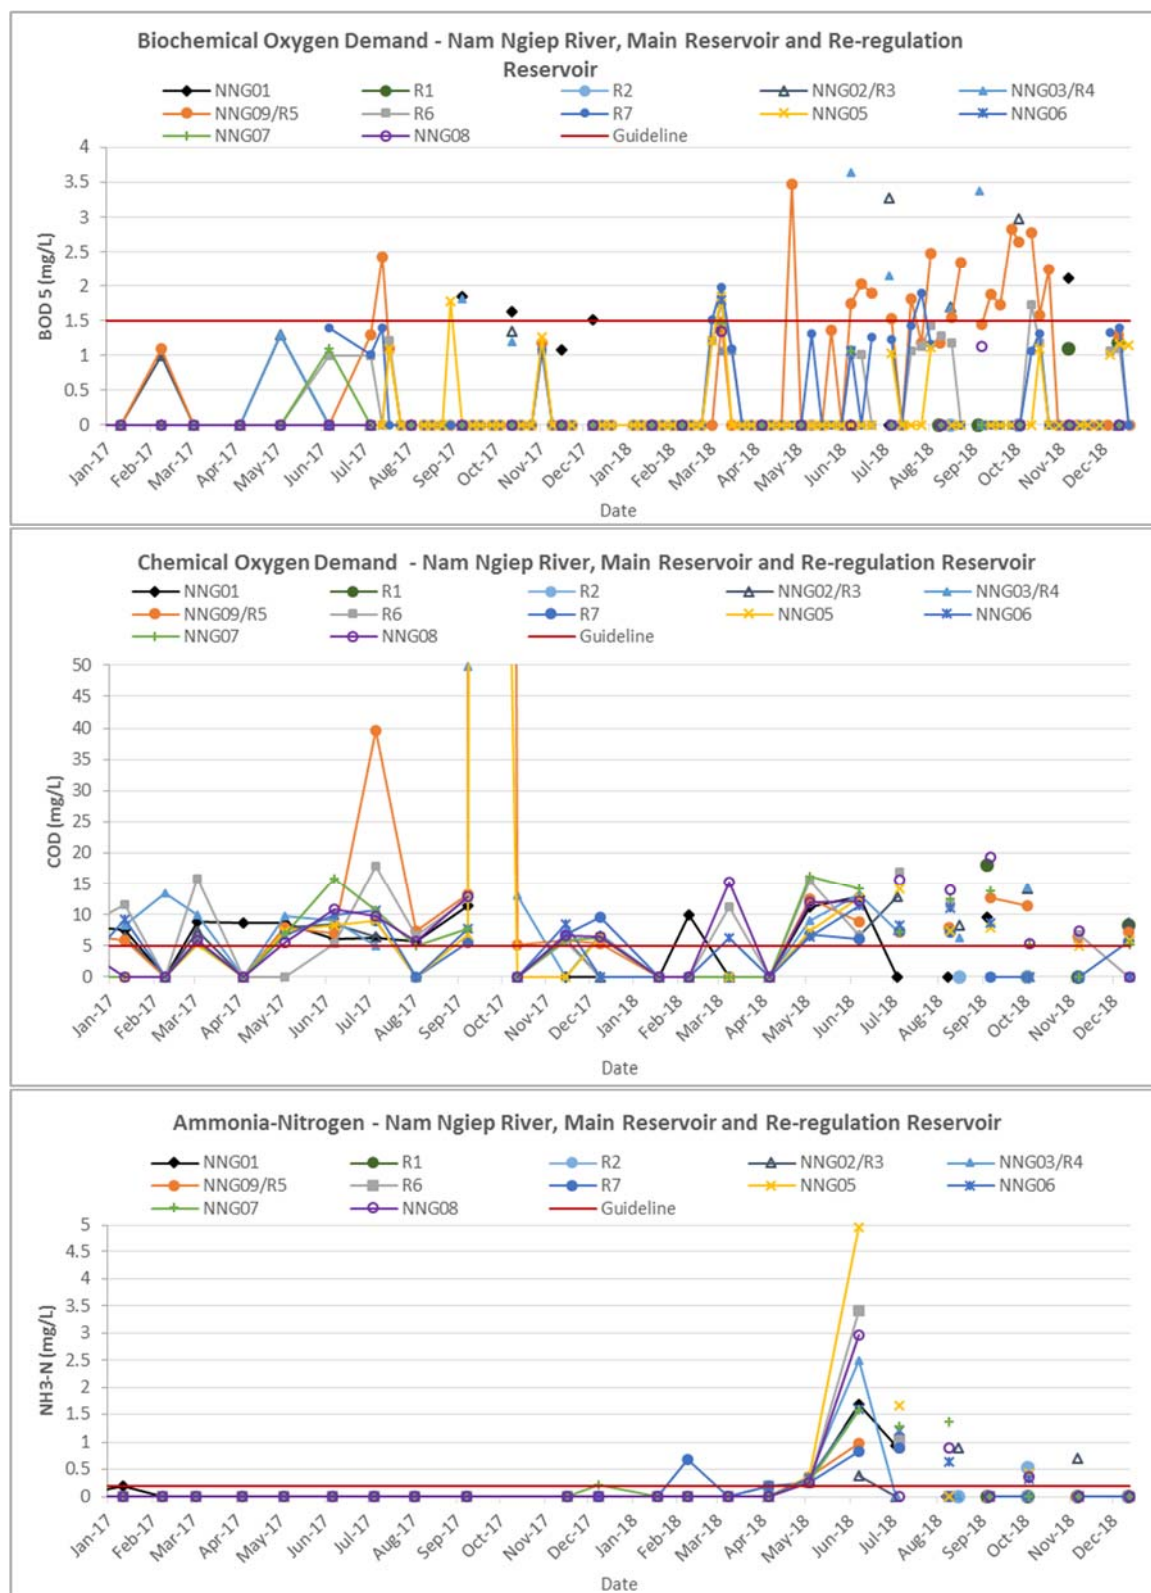 Biochemical Oxygen Demand - Nam Ngiep River, Main Reservoir and Re-regulation
Reservoir
NNG01 R1 R2 NNG02/R3 NNG03/R4
NNG09/R5 R6 R7 NNG05 NNG06
NNG07 NNG08 Guideline
4
3.5
3
2.5
2
1.5
1
0.5
0
BOD 5 (mg/L)
Jan-17 Feb-17 Mar-17 Apr-17 May-17 Jun-17 Jul-17 Aug-17 Sep-17 Oct-17 Nov-17 Dec-17 Jan-18 Feb-18 Mar-18 Apr-18 May-18 Jun-18 Jul-18 Aug-18 Sep-18 Oct-18 Nov-18 Dec-18
Date
Chemical Oxygen Demand - Nam Ngiep River, Main Reservoir and Re-regulation Reservoir
NNG01 R1 R2 NNG02/R3 NNG03/R4
NNG09/R5 R6 R7 NNG05 NNG06
NNG07 NNG08 Guideline
50
45
40
35
30
25
20
15
10
5
0
COD (mg/L)
Jan-17 Feb-17 Mar-17 Apr-17 May-17 Jun-17 Jul-17 Aug-17 Sep-17 Oct-17 Nov-17 Dec-17 Jan-18 Feb-18 Mar-18 Apr-18 May-18 Jun-18 Jul-18 Aug-18 Sep-18 Oct-18 Nov-18 Dec-18
Date
Ammonia-Nitrogen - Nam Ngiep River, Main Reservoir and Re-regulation Reservoir
NNG01 R1 R2 NNG02/R3 NNG03/R4
NNG09/R5 R6 R7 NNG05 NNG06
NNG07 NNG08 Guideline
5
4.5
4
3.5
3
2.5
2
1.5
1
0.5
0
NH3-N (mg/L)
Jan-17 Feb-17 Mar-17 Apr-17 May-17 Jun-17 Jul-17 Aug-17 Sep-17 Oct-17 Nov-17 Dec-17 Jan-18 Feb-18 Mar-18 Apr-18 May-18 Jun-18 Jul-18 Aug-18 Sep-18 Oct-18 Nov-18 Dec-18
Date